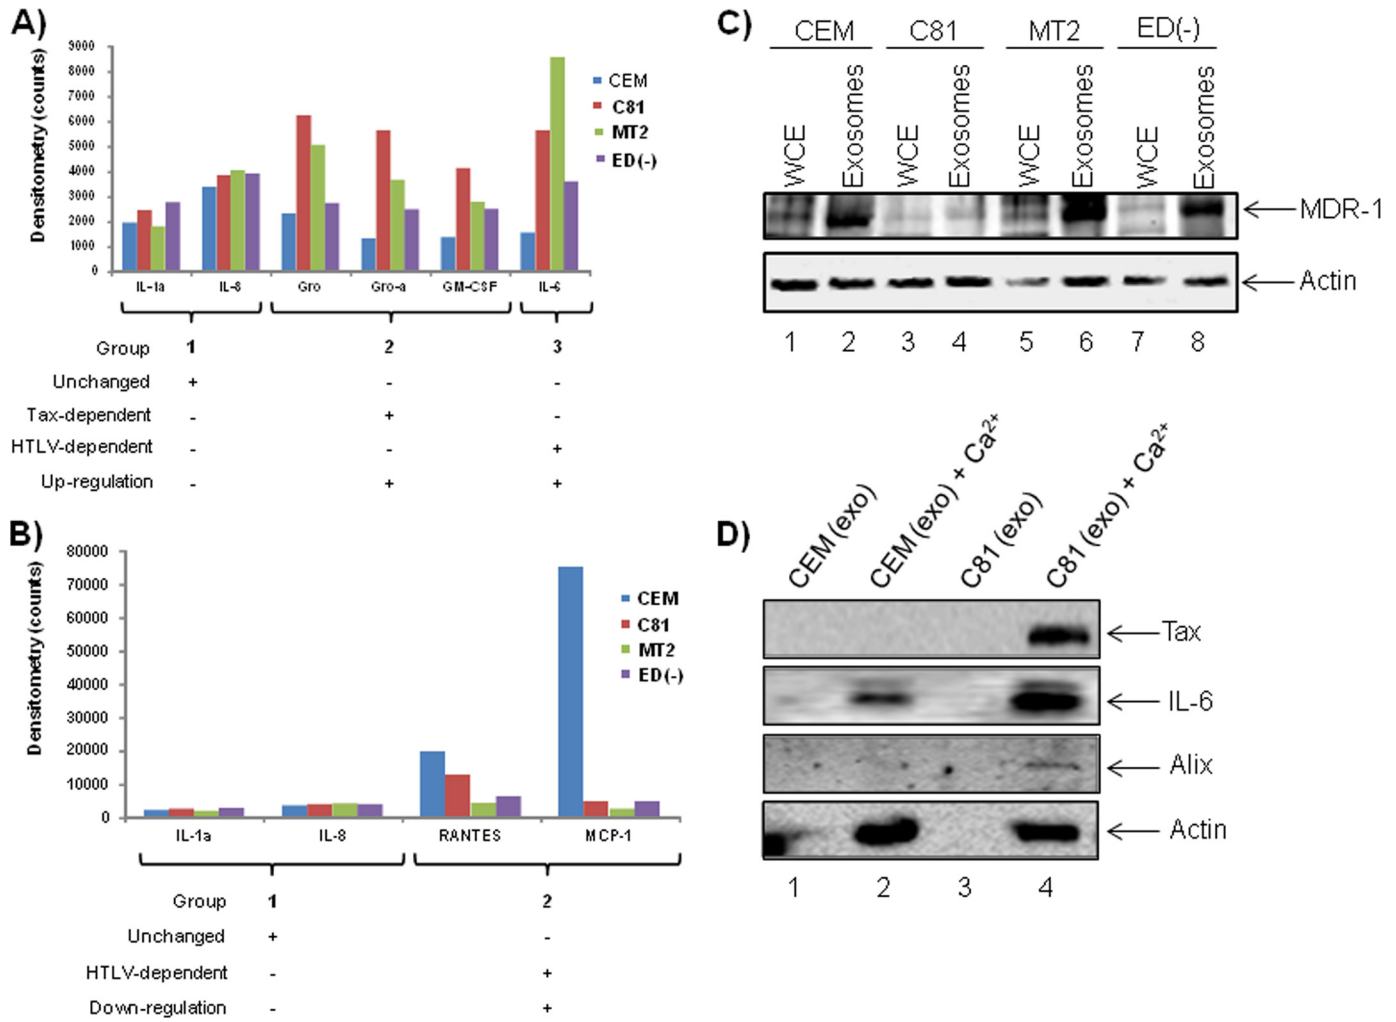 A)
Densitometry (counts)
9000
8000
7000
6000
5000
4000
3000
2000
1000
0
CEM
C81
MT2
ED(-)
IL-1a IL-8 Gro Gro-a GM-CSF IL-6
Group 1 2 3
Unchanged + - -
Tax-dependent - + -
HTLV-dependent - - +
Up-regulation - + +
B)
Densitometry (counts)
80000
70000
60000
50000
40000
30000
20000
10000
0
CEM
C81
MT2
ED(-)
IL-1a IL-8 RANTES MCP-1
Group 1 2
Unchanged + -
HTLV-dependent - +
Down-regulation - +
C)
CEM C81 MT2 ED(-)
WCE Exosomes WCE Exosomes WCE Exosomes WCE Exosomes
MDR-1
Actin
1 2 3 4 5 6 7 8
D)
CEM (exo)
CEM (exo) + Ca²⁺
C81 (exo)
C81 (exo) + Ca²⁺
Tax
IL-6
Alix
Actin
1 2 3 4